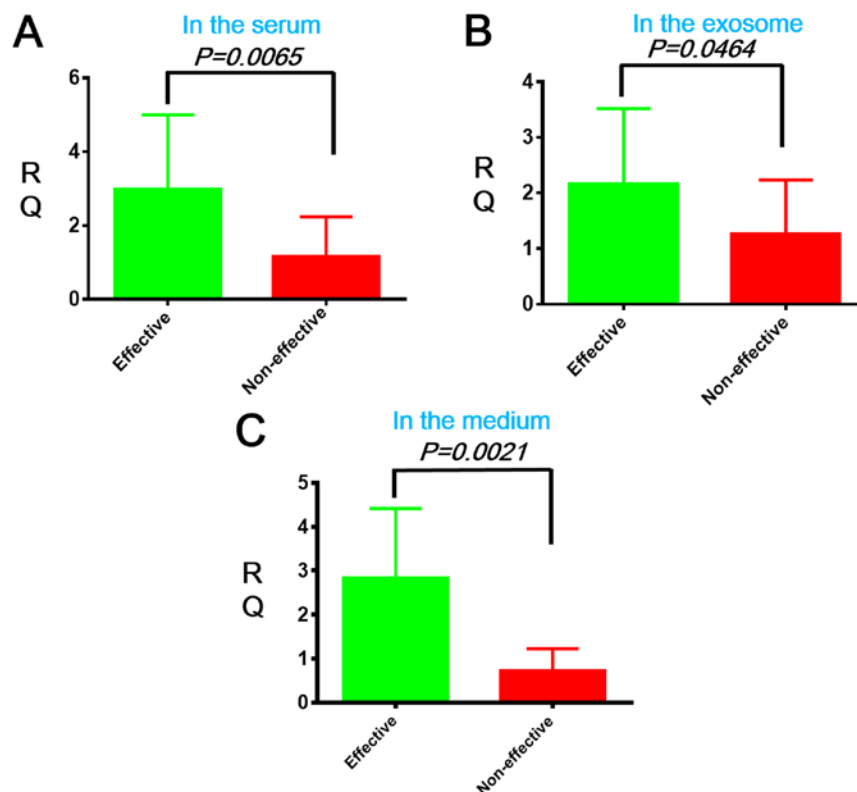 A
In the serum
P=0.0065
6
4
2
0
R
Q
Effective
Non-effective
B
In the exosome
P=0.0464
4
3
2
1
0
R
Q
Effective
Non-effective
C
In the medium
P=0.0021
5
4
3
2
1
0
R
Q
Effective
Non-effective